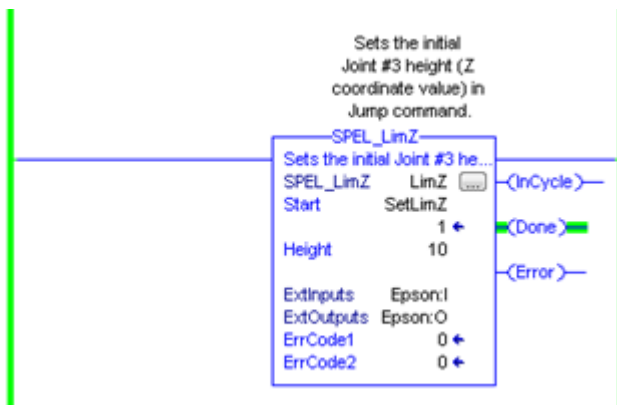 Sets the initial
Joint #3 height (Z
coordinate value) in
Jump command.
SPEL_LimZ
Sets the initial Joint #3 he...
SPEL_LimZ LimZ ... (InCycle)
Start SetLimZ
1 (Done)
Height 10
(Error)
ExtInputs Epson:I
ExtOutputs Epson:O
ErrCode1 0
ErrCode2 0